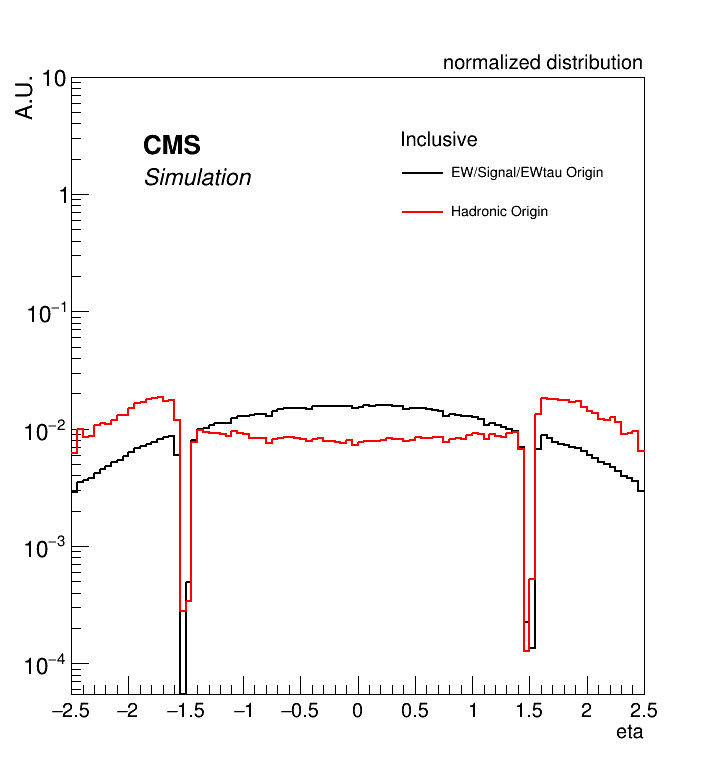 normalized distribution
A.U.
10
1
10−1
10−2
10−3
10−4
CMS
Simulation
Inclusive
EW/Signal/EWtau Origin
Hadronic Origin
−2.5 −2 −1.5 −1 −0.5 0 0.5 1 1.5 2 2.5
eta